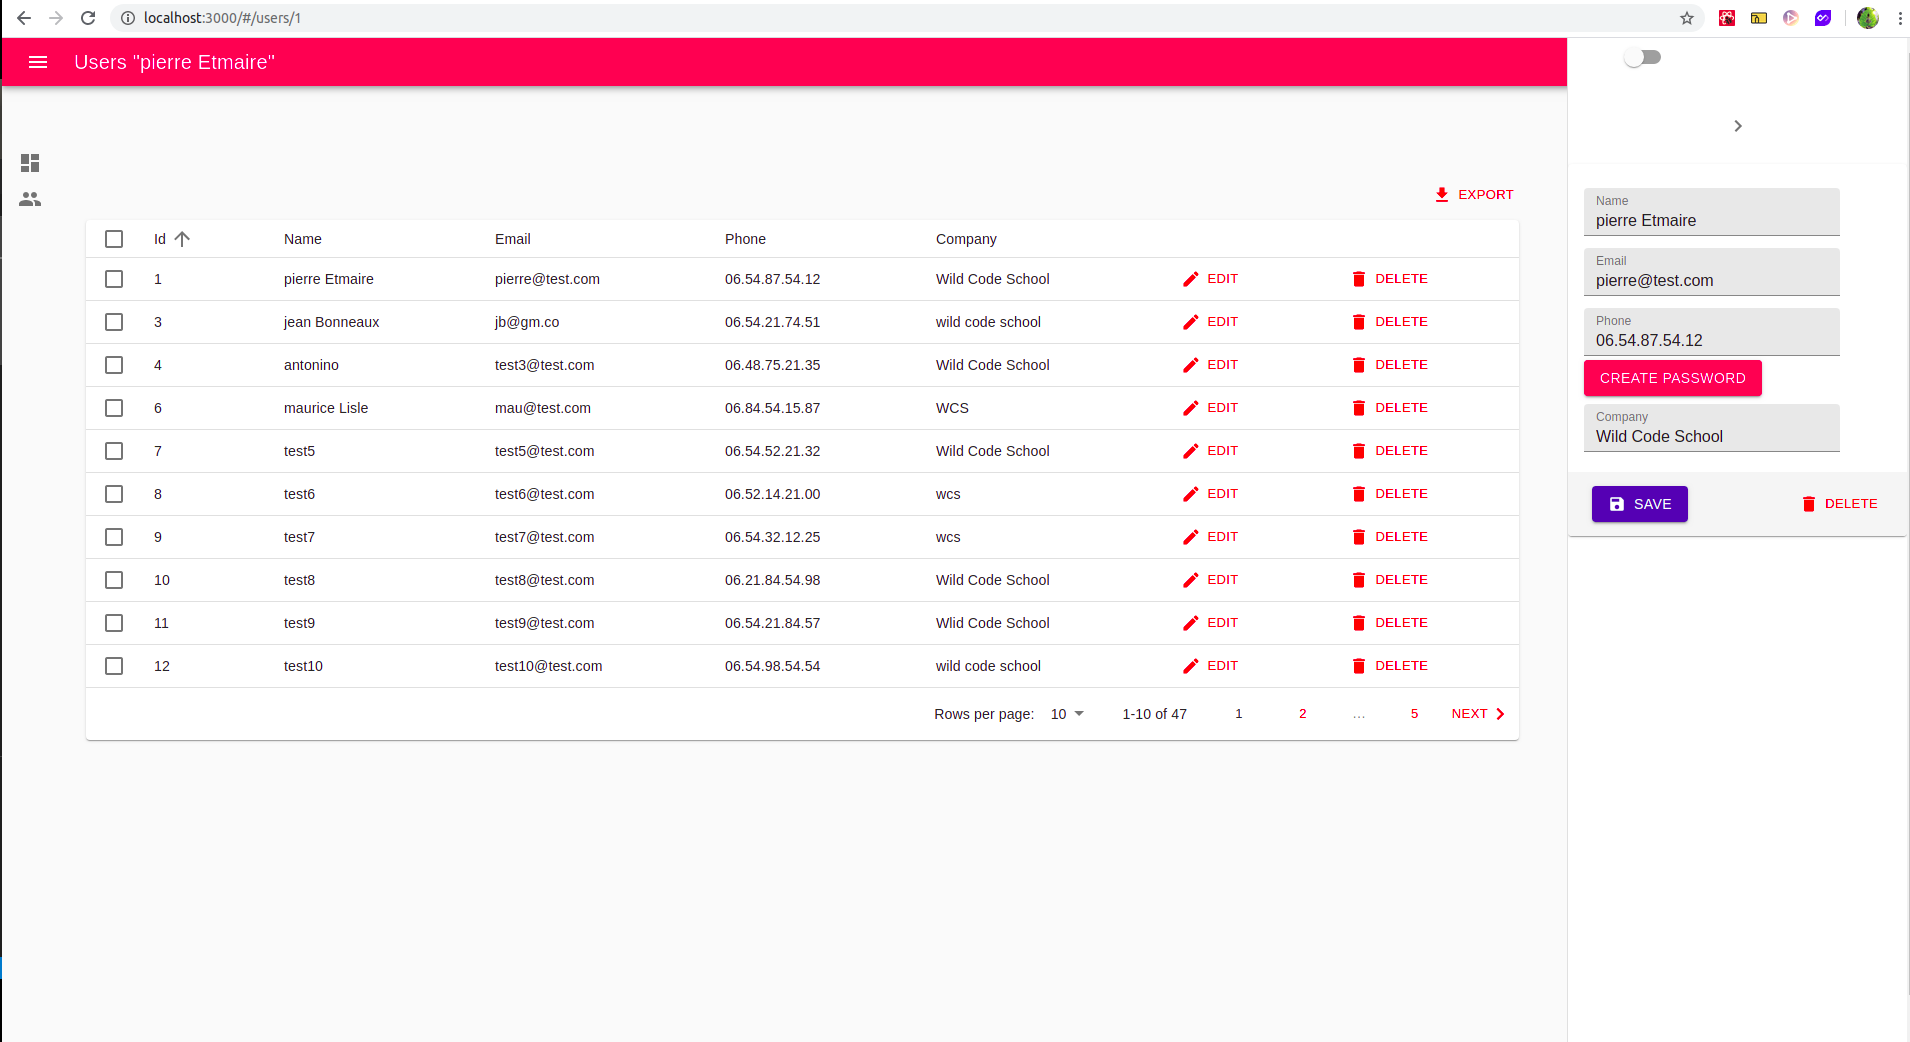 localhost:3000/#/users/1
Users "pierre Etmaire"
EXPORT
Id Name Email Phone Company
1 pierre Etmaire pierre@test.com 06.54.87.54.12 Wild Code School EDIT DELETE
3 jean Bonneaux jb@gm.co 06.54.21.74.51 wild code school EDIT DELETE
4 antonino test3@test.com 06.48.75.21.35 Wild Code School EDIT DELETE
6 maurice Lisle mau@test.com 06.84.54.15.87 WCS EDIT DELETE
7 test5 test5@test.com 06.54.52.21.32 Wild Code School EDIT DELETE
8 test6 test6@test.com 06.52.14.21.00 wcs EDIT DELETE
9 test7 test7@test.com 06.54.32.12.25 wcs EDIT DELETE
10 test8 test8@test.com 06.21.84.54.98 Wild Code School EDIT DELETE
11 test9 test9@test.com 06.54.21.84.57 Wlid Code School EDIT DELETE
12 test10 test10@test.com 06.54.98.54.54 wild code school EDIT DELETE
Rows per page: 10 1-10 of 47 1 2 ... 5 NEXT
Name
pierre Etmaire
Email
pierre@test.com
Phone
06.54.87.54.12
CREATE PASSWORD
Company
Wild Code School
SAVE DELETE